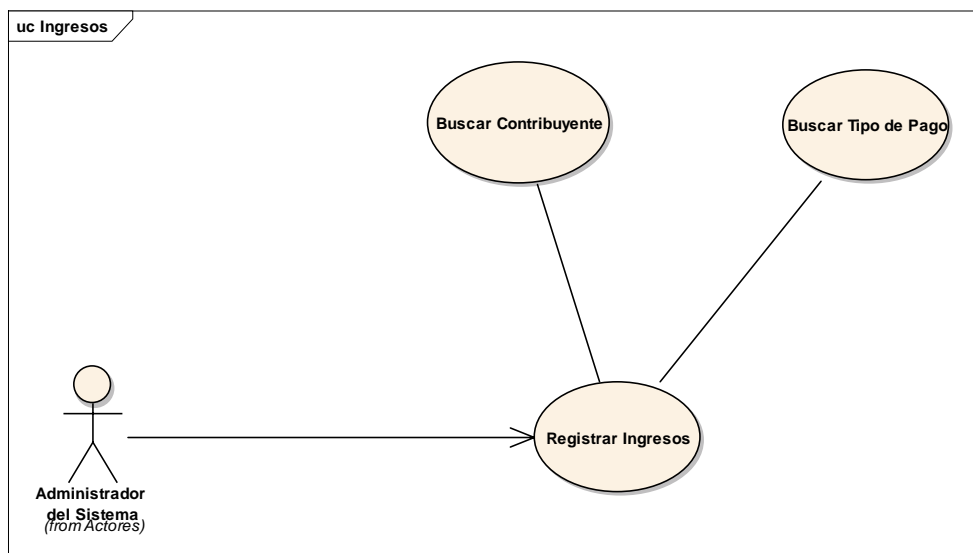 uc Ingresos
Buscar Contribuyente
Buscar Tipo de Pago
Registrar Ingresos
Administrador
del Sistema
(from Actores)